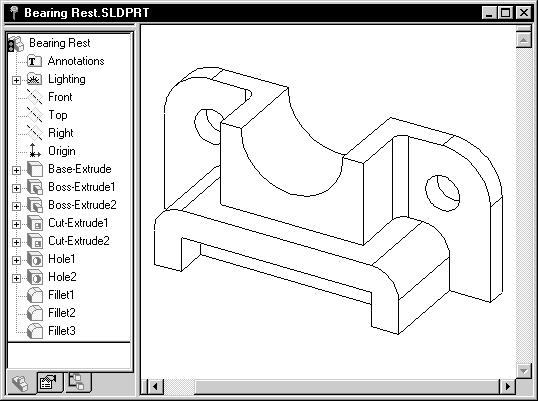 Bearing Rest.SLDPRT
Bearing Rest
Annotations
Lighting
Front
Top
Right
Origin
Base-Extrude
Boss-Extrude1
Boss-Extrude2
Cut-Extrude1
Cut-Extrude2
Hole1
Hole2
Fillet1
Fillet2
Fillet3